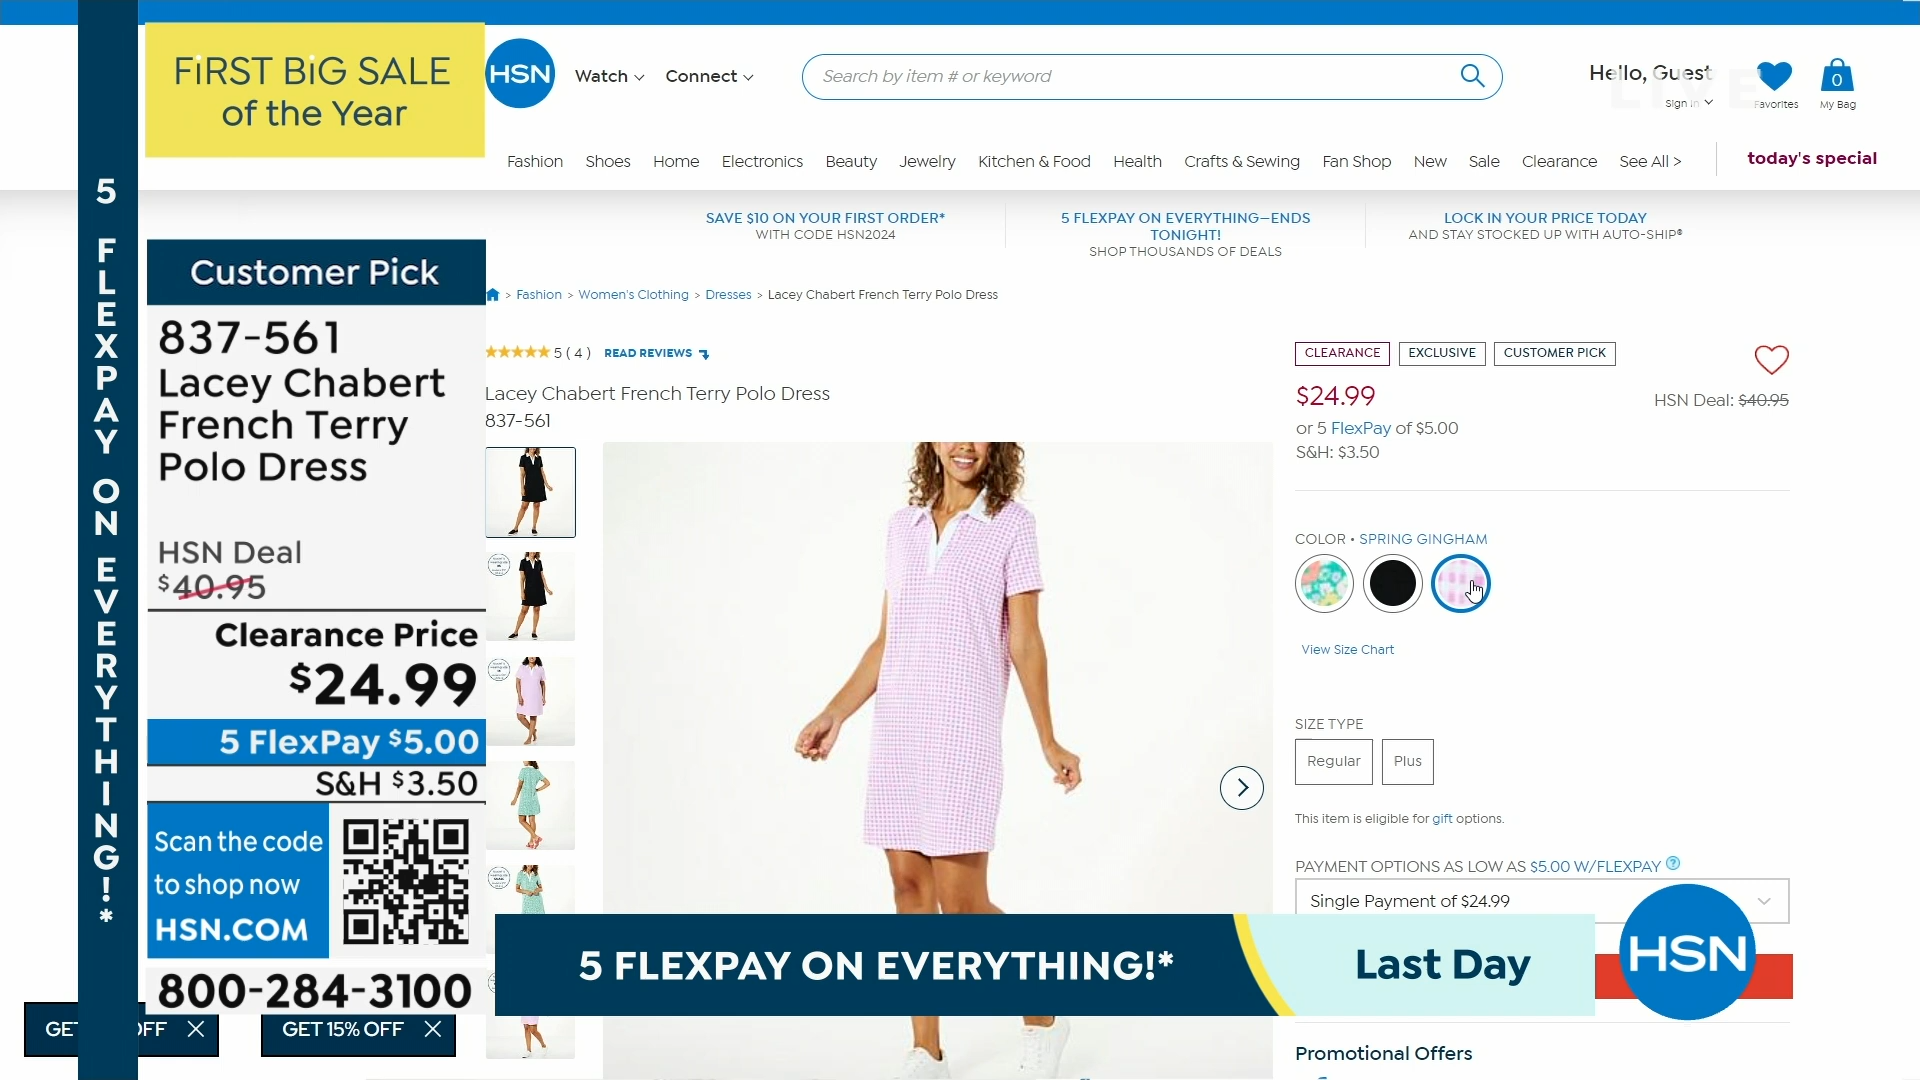 FiRST BiG SALE
of the Year
HSN
Watch
Connect
Search by item # or keyword
Hello, Guest
Sign In
LIVE
Favorites
0
My Bag
Fashion
Shoes
Home
Electronics
Beauty
Jewelry
Kitchen & Food
Health
Crafts & Sewing
Fan Shop
New
Sale
Clearance
See All >
today's special
SAVE $10 ON YOUR FIRST ORDER*
WITH CODE HSN2024
5 FLEXPAY ON EVERYTHING—ENDS
TONIGHT!
SHOP THOUSANDS OF DEALS
LOCK IN YOUR PRICE TODAY
AND STAY STOCKED UP WITH AUTO-SHIP®
5 FLEXPAY ON EVERYTHING!*
Customer Pick
837-561
Lacey Chabert
French Terry
Polo Dress
HSN Deal
$40.95
Clearance Price
$24.99
5 FlexPay $5.00
S&H $3.50
Scan the code
to shop now
HSN.COM
800-284-3100
GET 15% OFF
> Fashion > Women's Clothing > Dresses > Lacey Chabert French Terry Polo Dress
5 ( 4 ) READ REVIEWS
Lacey Chabert French Terry Polo Dress
837-561
CLEARANCE
EXCLUSIVE
CUSTOMER PICK
$24.99
HSN Deal: $40.95
or 5 FlexPay of $5.00
S&H: $3.50
COLOR • SPRING GINGHAM
View Size Chart
SIZE TYPE
Regular
Plus
This item is eligible for gift options.
PAYMENT OPTIONS AS LOW AS $5.00 W/FLEXPAY ?
Single Payment of $24.99
5 FLEXPAY ON EVERYTHING!*
Last Day
HSN
Promotional Offers